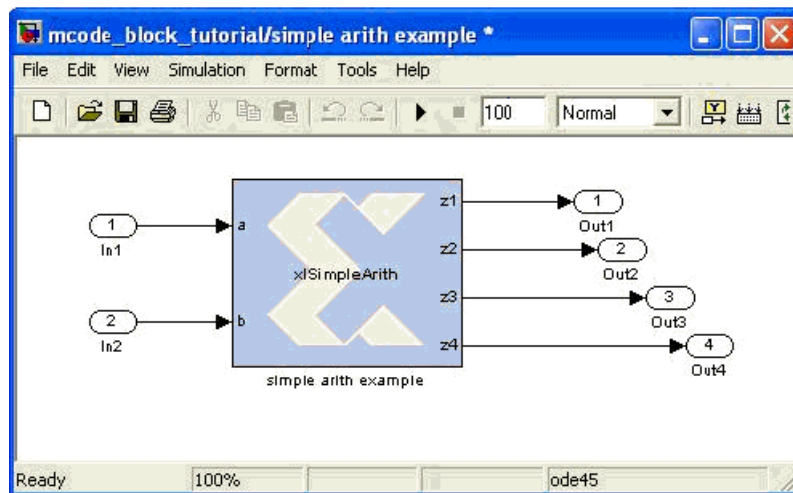 mcode_block_tutorial/simple arith example *
File Edit View Simulation Format Tools Help
100 Normal
1
In1
2
In2
a
b
xlSimpleArith
z1
z2
z3
z4
simple arith example
1
Out1
2
Out2
3
Out3
4
Out4
Ready 100% ode45